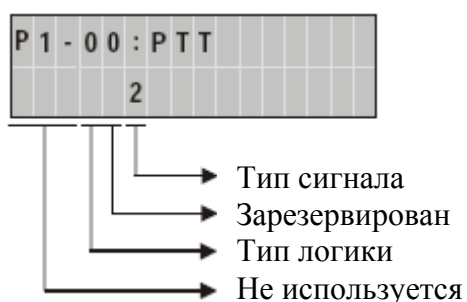 P1-00:PTT
2
Тип сигнала
Зарезервирован
Тип логики
Не используется